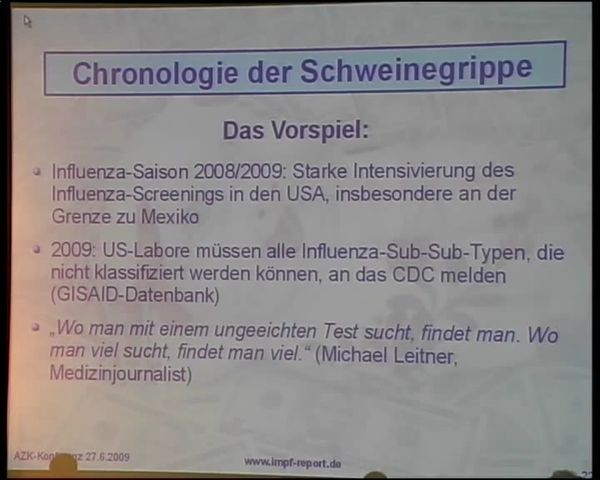 Chronologie der Schweinegrippe
Das Vorspiel:
Influenza-Saison 2008/2009: Starke Intensivierung des
Influenza-Screenings in den USA, insbesondere an der
Grenze zu Mexiko
2009: US-Labore müssen alle Influenza-Sub-Sub-Typen, die
nicht klassifiziert werden können, an das CDC melden
(GISAID-Datenbank)
„Wo man mit einem ungeeichten Test sucht, findet man. Wo
man viel sucht, findet man viel.“ (Michael Leitner,
Medizinjournalist)
27.6.2009
www.impf-report.de